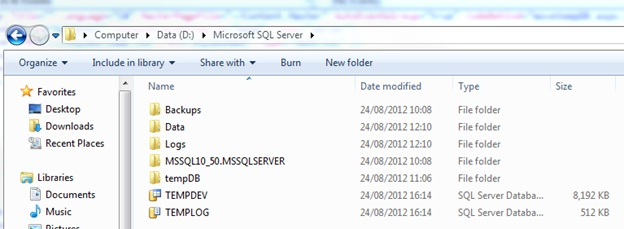 Computer Data (D:) Microsoft SQL Server
Organize Include in library Share with Burn New folder
Favorites
Desktop
Downloads
Recent Places
Libraries
Documents
Music
Pictures
Name Date modified Type Size
Backups 24/08/2012 10:08 File folder
Data 24/08/2012 12:10 File folder
Logs 24/08/2012 12:10 File folder
MSSQL10_50.MSSQLSERVER 24/08/2012 10:08 File folder
tempDB 24/08/2012 11:06 File folder
TEMPDEV 24/08/2012 16:14 SQL Server Databa... 8,192 KB
TEMPLOG 24/08/2012 16:14 SQL Server Databa... 512 KB